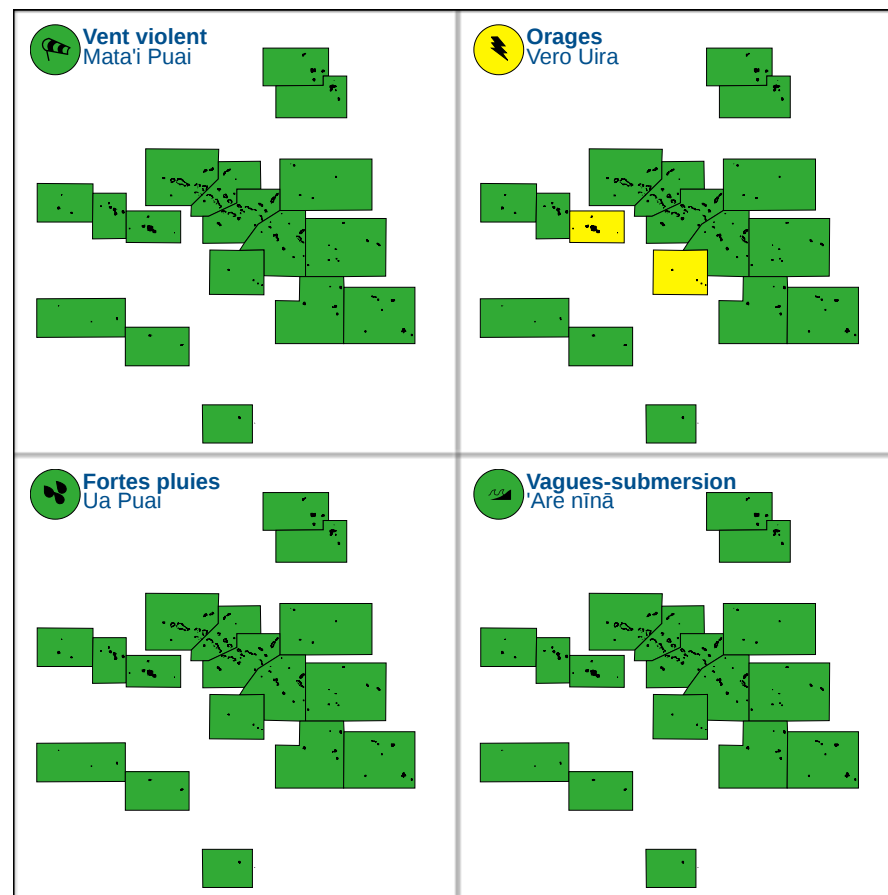 Vent violent
Mata'i Puai
Orages
Vero Uira
Fortes pluies
Ua Puai
Vagues-submersion
'Are nīnā